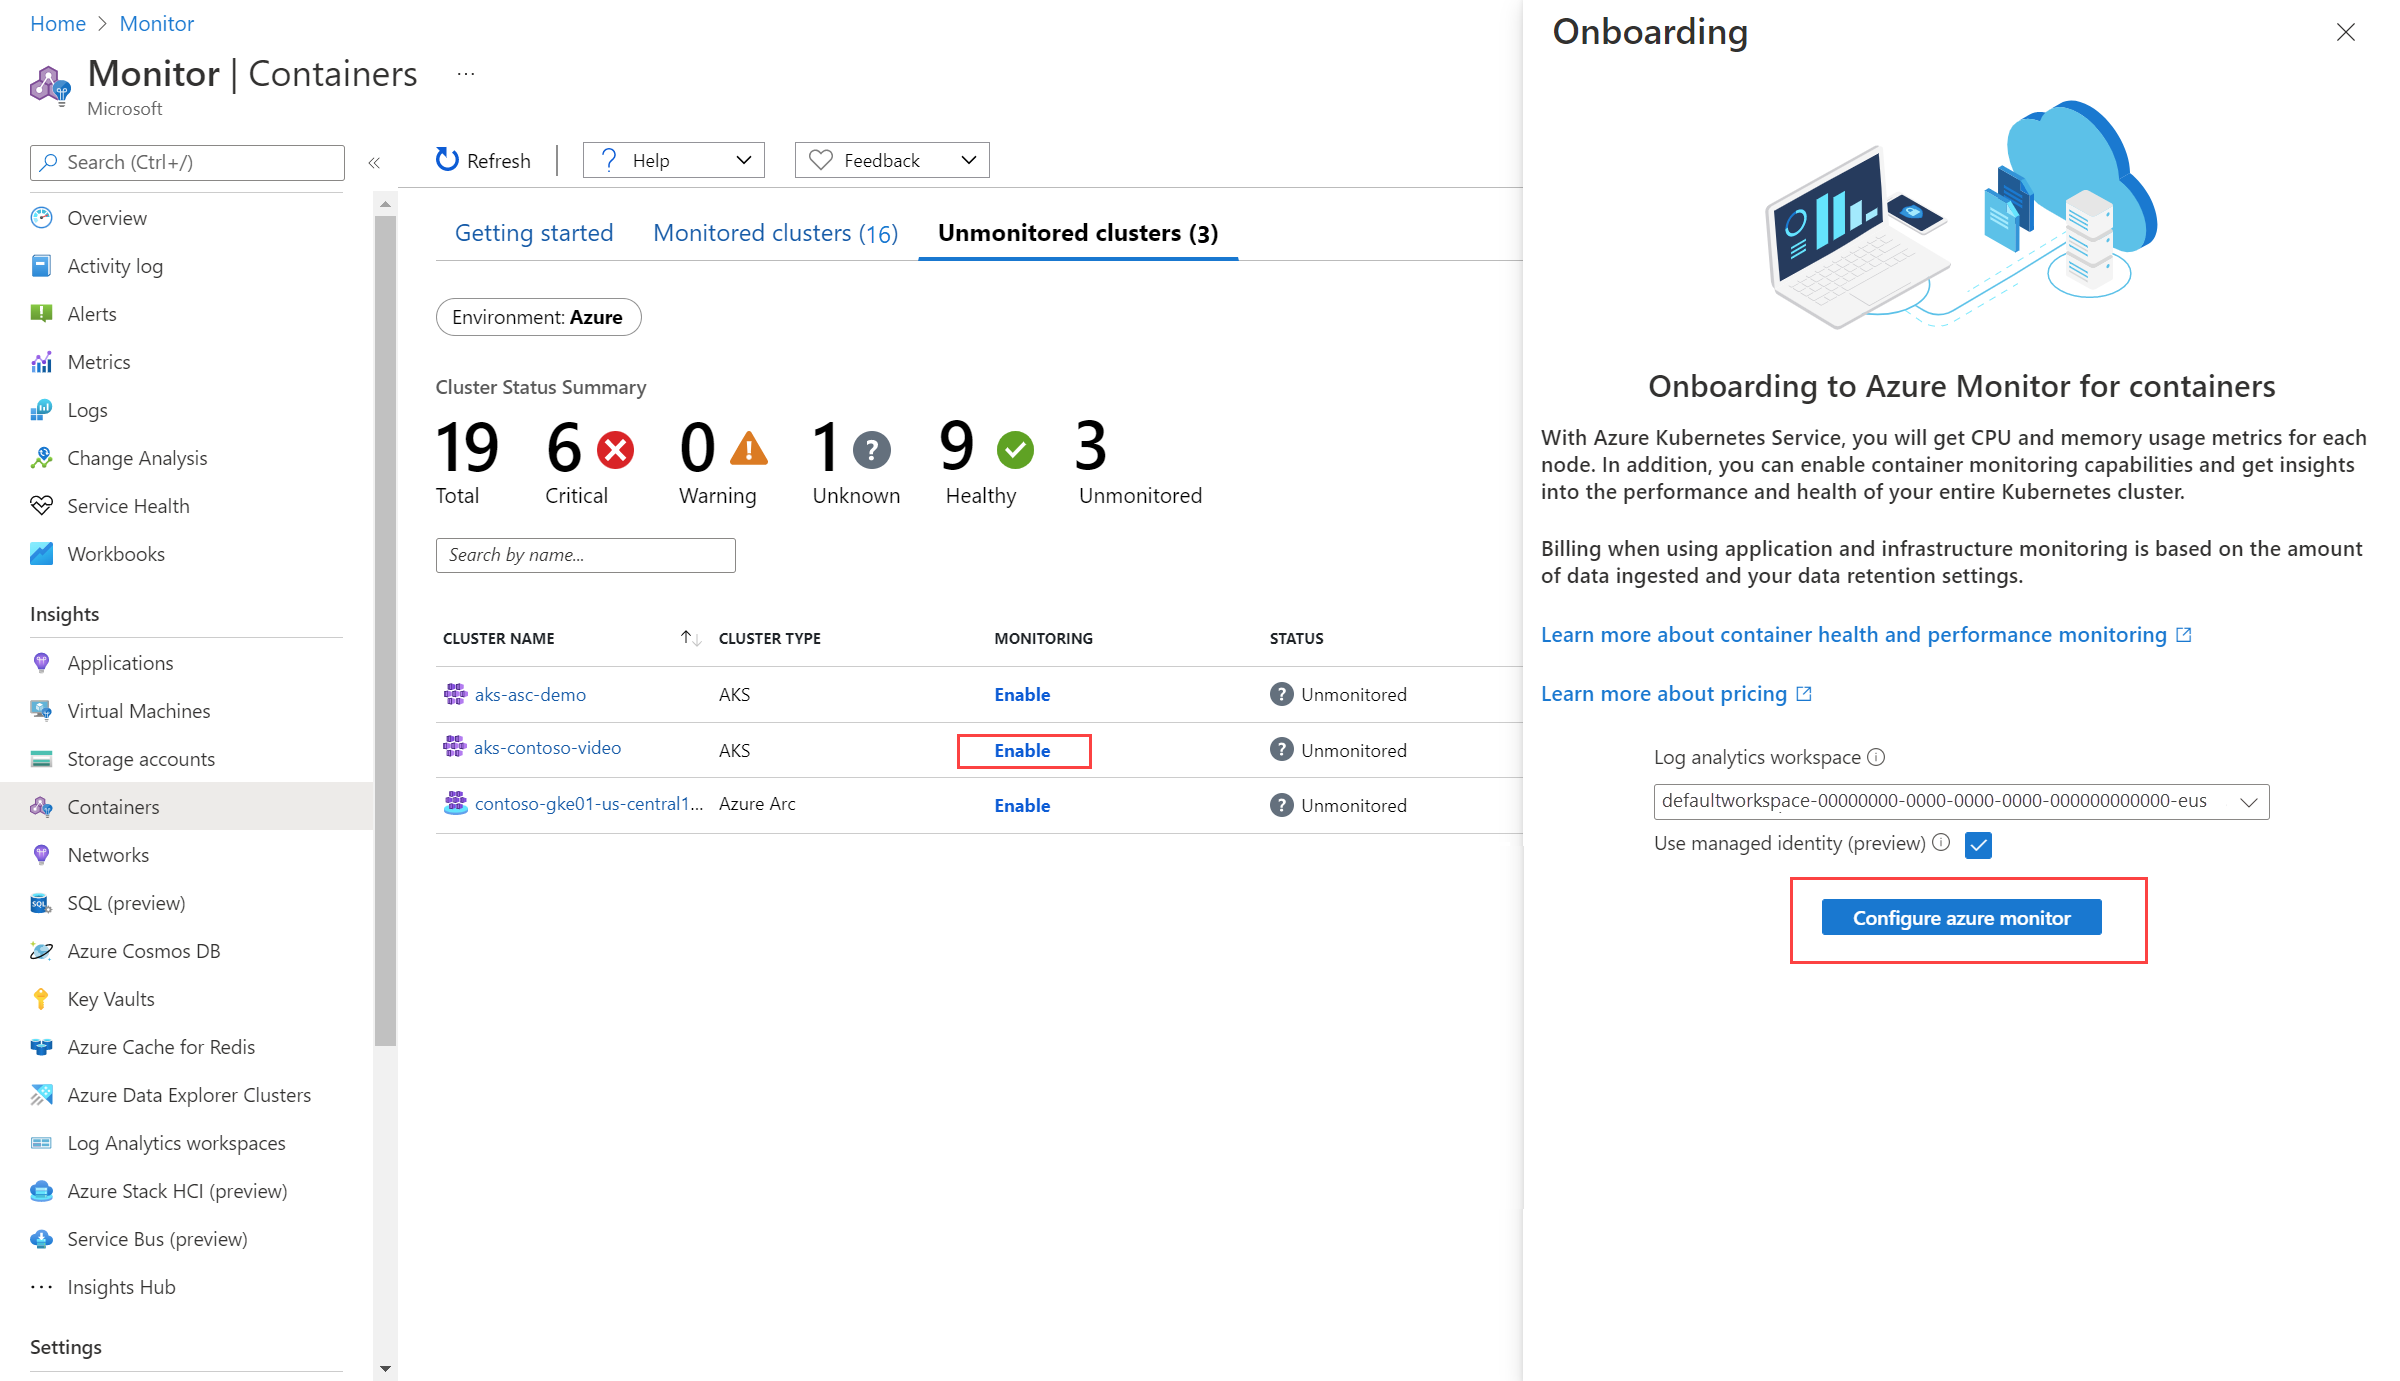 Home > Monitor
Monitor | Containers ...
Microsoft
Search (Ctrl+/)
«
Overview
Activity log
Alerts
Metrics
Logs
Change Analysis
Service Health
Workbooks
Insights
Applications
Virtual Machines
Storage accounts
Containers
Networks
SQL (preview)
Azure Cosmos DB
Key Vaults
Azure Cache for Redis
Azure Data Explorer Clusters
Log Analytics workspaces
Azure Stack HCI (preview)
Service Bus (preview)
Insights Hub
Settings
Refresh
Help
Feedback
Getting started
Monitored clusters (16)
Unmonitored clusters (3)
Environment: Azure
Cluster Status Summary
19 6 0 1 9 3
Total Critical Warning Unknown Healthy Unmonitored
Search by name...
CLUSTER NAME CLUSTER TYPE MONITORING STATUS
aks-asc-demo AKS Enable Unmonitored
aks-contoso-video AKS Enable Unmonitored
contoso-gke01-us-central1... Azure Arc Enable Unmonitored
Onboarding
Onboarding to Azure Monitor for containers
With Azure Kubernetes Service, you will get CPU and memory usage metrics for each
node. In addition, you can enable container monitoring capabilities and get insights
into the performance and health of your entire Kubernetes cluster.
Billing when using application and infrastructure monitoring is based on the amount
of data ingested and your data retention settings.
Learn more about container health and performance monitoring
Learn more about pricing
Log analytics workspace
defaultworkspace-00000000-0000-0000-0000-000000000000-eus
Use managed identity (preview)
Configure azure monitor